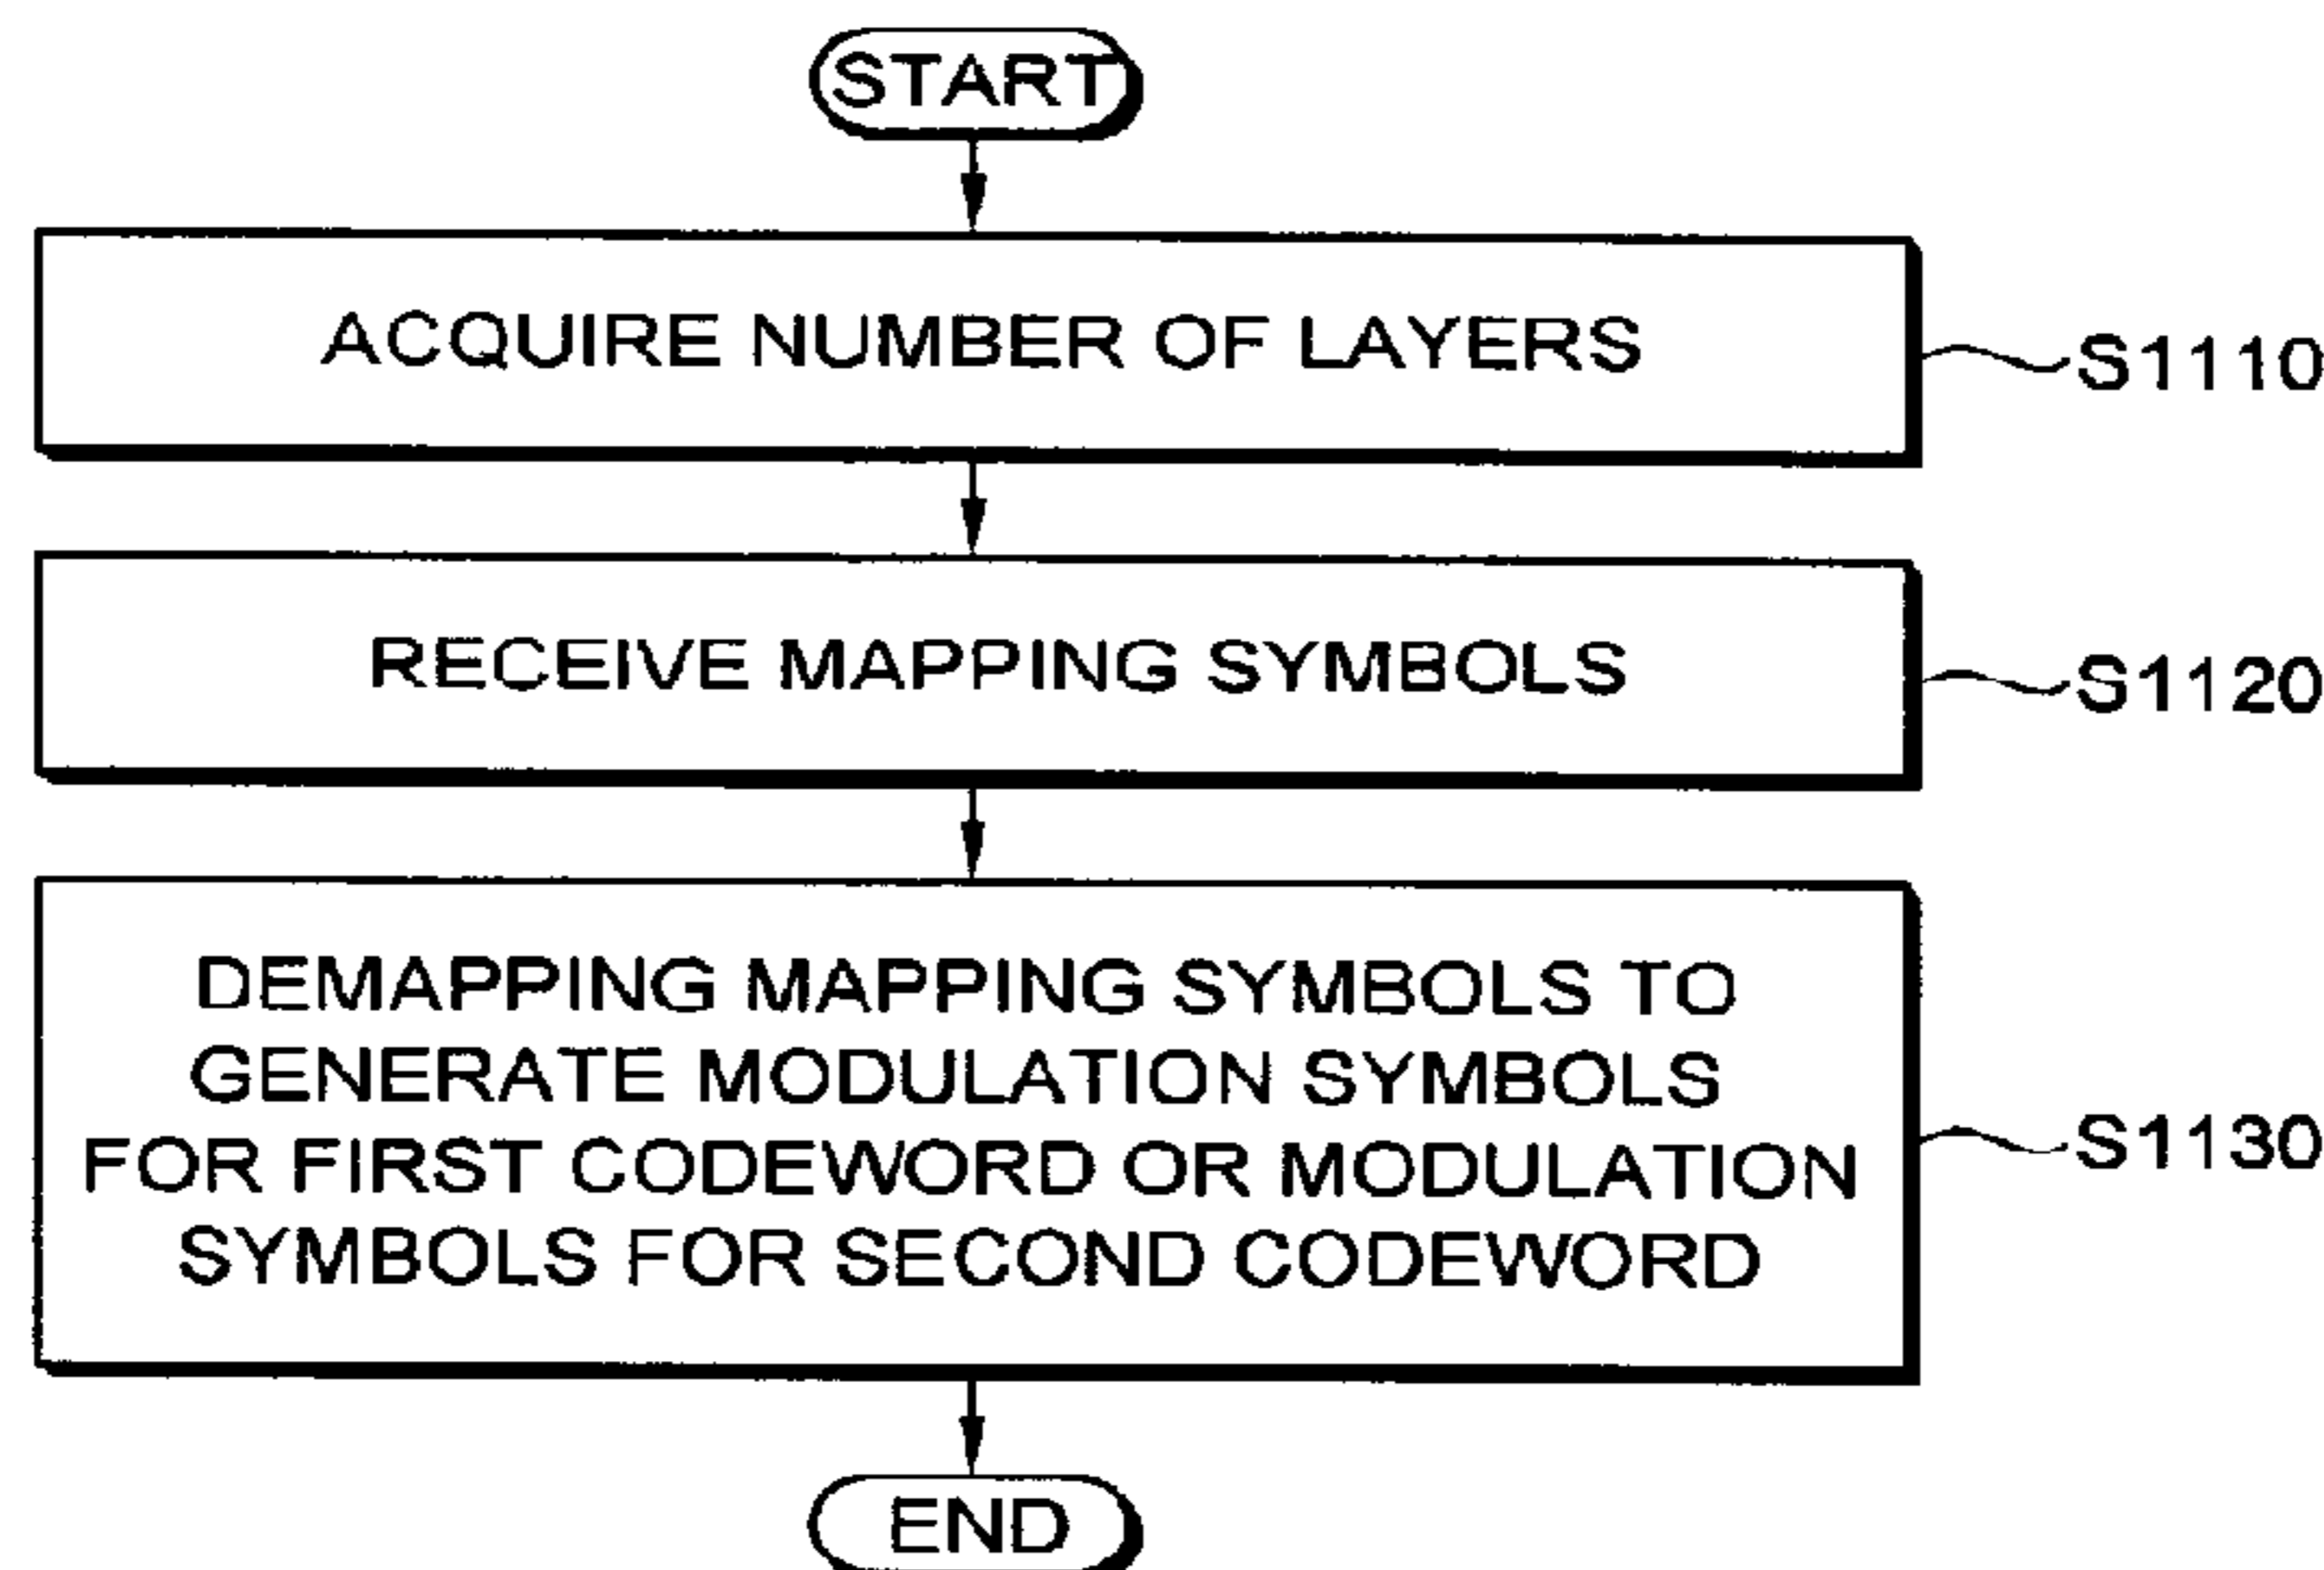 START
ACQUIRE NUMBER OF LAYERS
S1110
RECEIVE MAPPING SYMBOLS
S1120
DEMAPPING MAPPING SYMBOLS TO
GENERATE MODULATION SYMBOLS
FOR FIRST CODEWORD OR MODULATION
SYMBOLS FOR SECOND CODEWORD
S1130
END